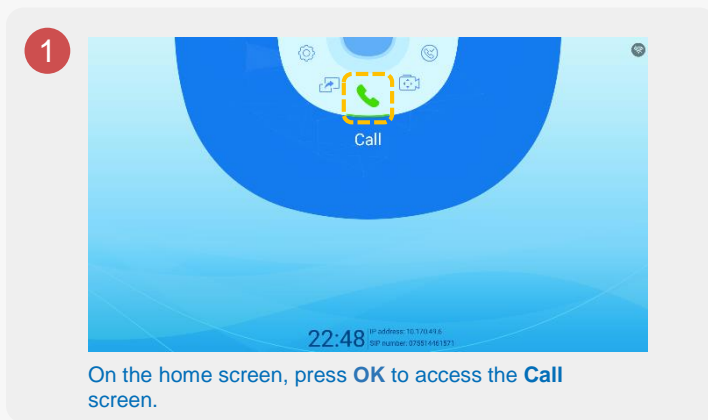 1
Call
22:48
IP address: 10.170.49.6
SIP number: 075514461571
On the home screen, press OK to access the Call
screen.